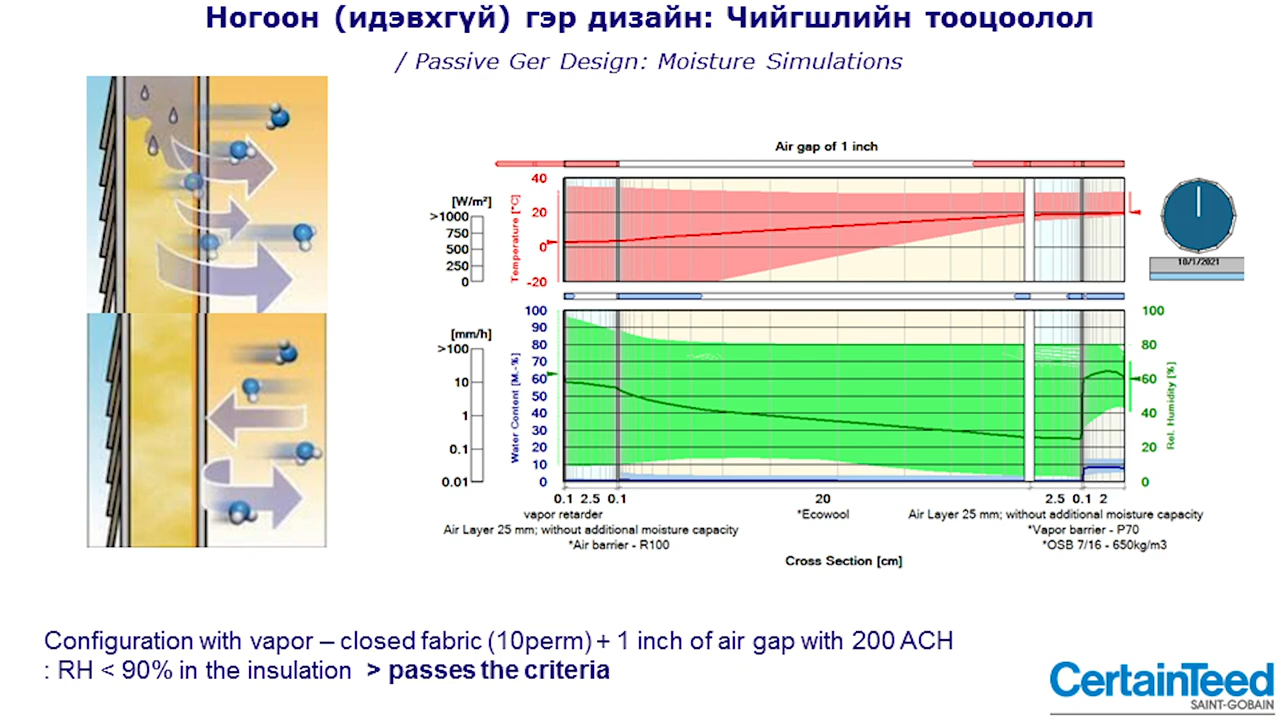 Ногоон (идэвхгүй) гэр дизайн: Чийгшлийн тооцоолол
/ Passive Ger Design: Moisture Simulations
Air gap of 1 inch
[W/m²]
>1000
750
500
250
0
Temperature [°C]
40
20
0
-20
10/1/2021
[mm/h]
>100
10
1
0.1
0.01
Water Content [M.-%]
100
90
80
70
60
50
40
30
20
10
0
100
80
60
40
20
0
Rel. Humidity [%]
0.1 2.5 0.1 20 2.5 0.1 2
vapor retarder *Ecowool Air Layer 25 mm; without additional moisture capacity
Air Layer 25 mm; without additional moisture capacity *Vapor barrier - P70
*Air barrier - R100 *OSB 7/16 - 650kg/m3
Cross Section [cm]
Configuration with vapor – closed fabric (10perm) + 1 inch of air gap with 200 ACH
: RH < 90% in the insulation > passes the criteria
CertainTeed
SAINT-GOBAIN